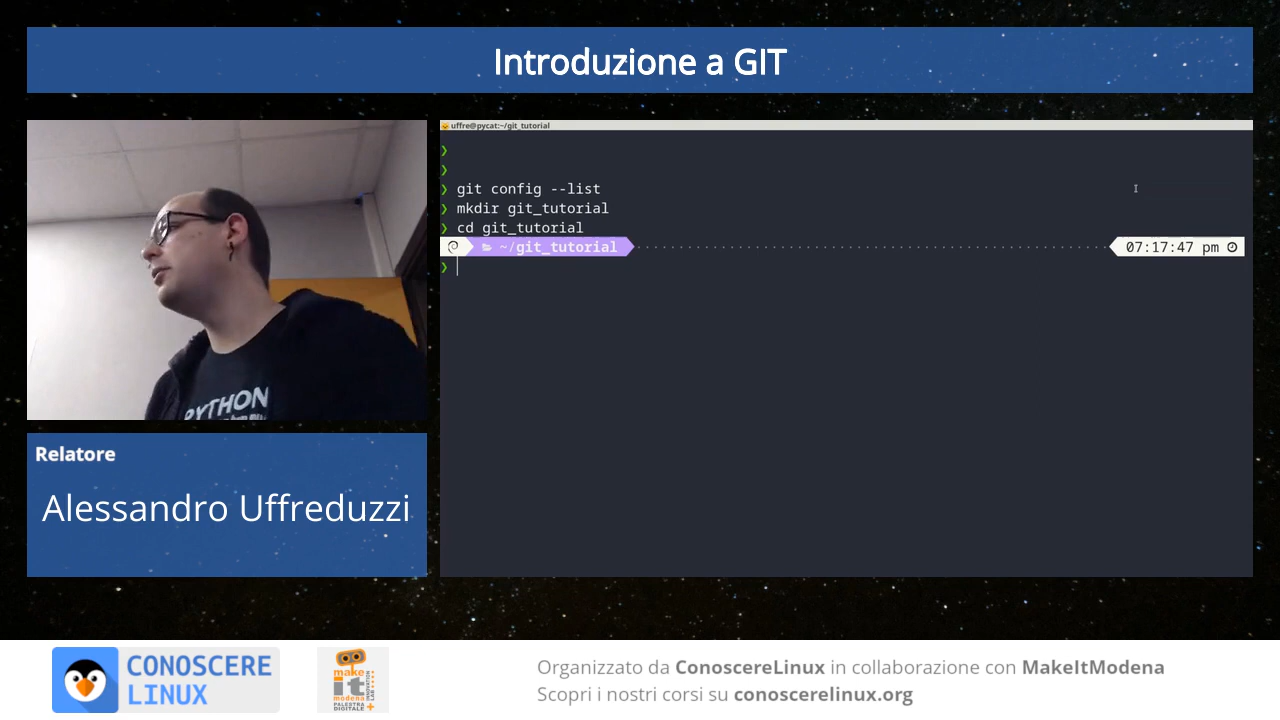 Introduzione a GIT
uffre@pycat:~/git_tutorial
❯
❯
❯ git config --list
❯ mkdir git_tutorial
❯ cd git_tutorial
~/git_tutorial 07:17:47 pm
❯
PYTHON
Relatore
Alessandro Uffreduzzi
CONOSCERE
LINUX
make
it
modena
PALESTRA
DIGITALE
INNOVATION
LAB
Organizzato da ConoscereLinux in collaborazione con MakeItModena
Scopri i nostri corsi su conoscerelinux.org